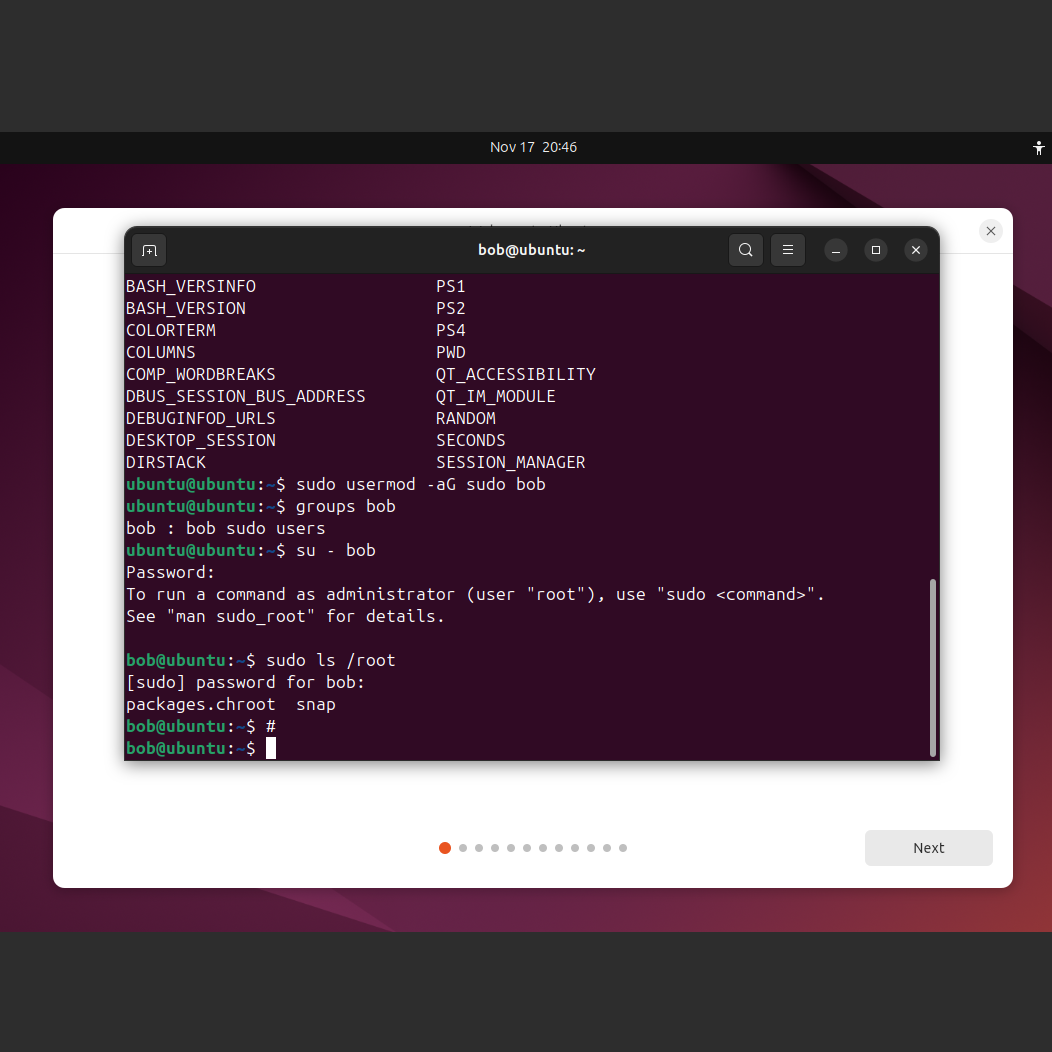 Nov 17 20:46
bob@ubuntu: ~
BASH_VERSINFO PS1
BASH_VERSION PS2
COLORTERM PS4
COLUMNS PWD
COMP_WORDBREAKS QT_ACCESSIBILITY
DBUS_SESSION_BUS_ADDRESS QT_IM_MODULE
DEBUGINFOD_URLS RANDOM
DESKTOP_SESSION SECONDS
DIRSTACK SESSION_MANAGER
ubuntu@ubuntu:~$ sudo usermod -aG sudo bob
ubuntu@ubuntu:~$ groups bob
bob : bob sudo users
ubuntu@ubuntu:~$ su - bob
Password:
To run a command as administrator (user "root"), use "sudo <command>".
See "man sudo_root" for details.
bob@ubuntu:~$ sudo ls /root
[sudo] password for bob:
packages.chroot snap
bob@ubuntu:~$ #
bob@ubuntu:~$
Next